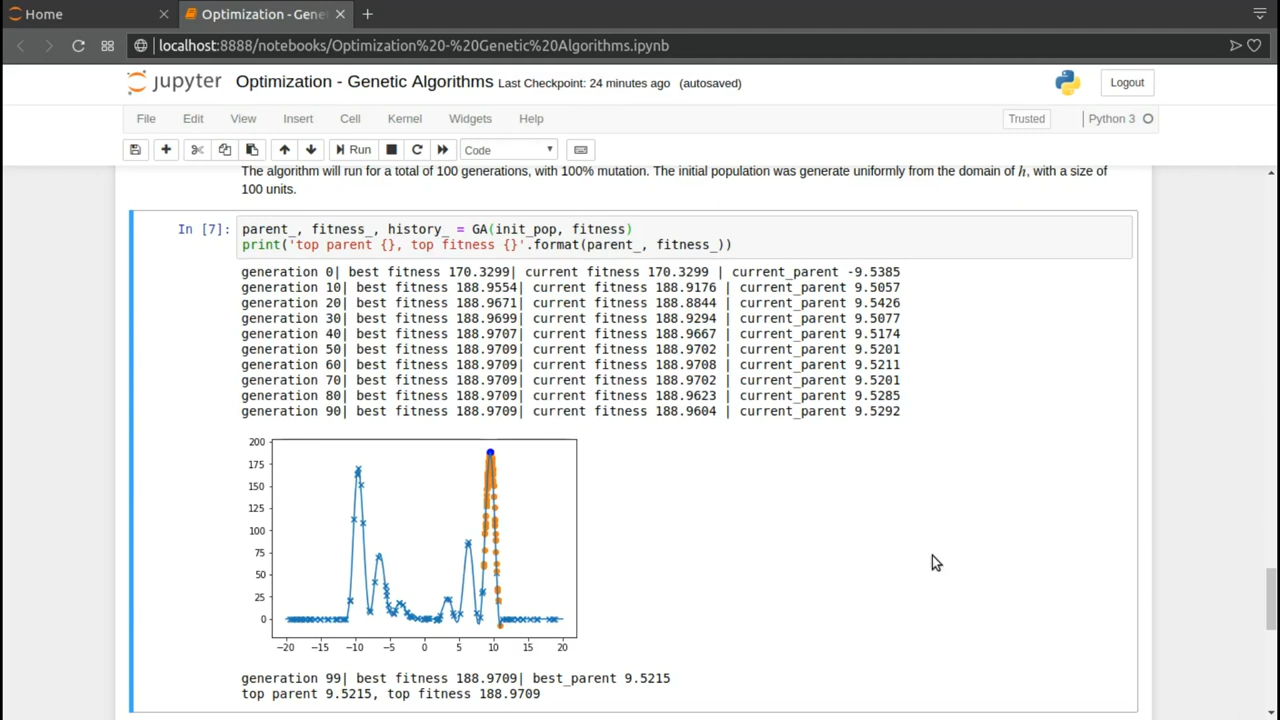 Home
Optimization - Gene
localhost:8888/notebooks/Optimization%20-%20Genetic%20Algorithms.ipynb
jupyter Optimization - Genetic Algorithms Last Checkpoint: 24 minutes ago (autosaved)
Logout
File Edit View Insert Cell Kernel Widgets Help
Trusted
Python 3
Run
Code
The algorithm will run for a total of 100 generations, with 100% mutation. The initial population was generate uniformly from the domain of h, with a size of
100 units.
In [7]: parent_, fitness_, history_ = GA(init_pop, fitness)
print('top parent {}, top fitness {}'.format(parent_, fitness_))
generation 0| best fitness 170.3299| current fitness 170.3299 | current_parent -9.5385
generation 10| best fitness 188.9554| current fitness 188.9176 | current_parent 9.5057
generation 20| best fitness 188.9671| current fitness 188.8844 | current_parent 9.5426
generation 30| best fitness 188.9699| current fitness 188.9294 | current_parent 9.5077
generation 40| best fitness 188.9707| current fitness 188.9667 | current_parent 9.5174
generation 50| best fitness 188.9709| current fitness 188.9702 | current_parent 9.5201
generation 60| best fitness 188.9709| current fitness 188.9708 | current_parent 9.5211
generation 70| best fitness 188.9709| current fitness 188.9702 | current_parent 9.5201
generation 80| best fitness 188.9709| current fitness 188.9623 | current_parent 9.5285
generation 90| best fitness 188.9709| current fitness 188.9604 | current_parent 9.5292
200
175
150
125
100
75
50
25
0
−20 −15 −10 −5 0 5 10 15 20
generation 99| best fitness 188.9709| best_parent 9.5215
top parent 9.5215, top fitness 188.9709